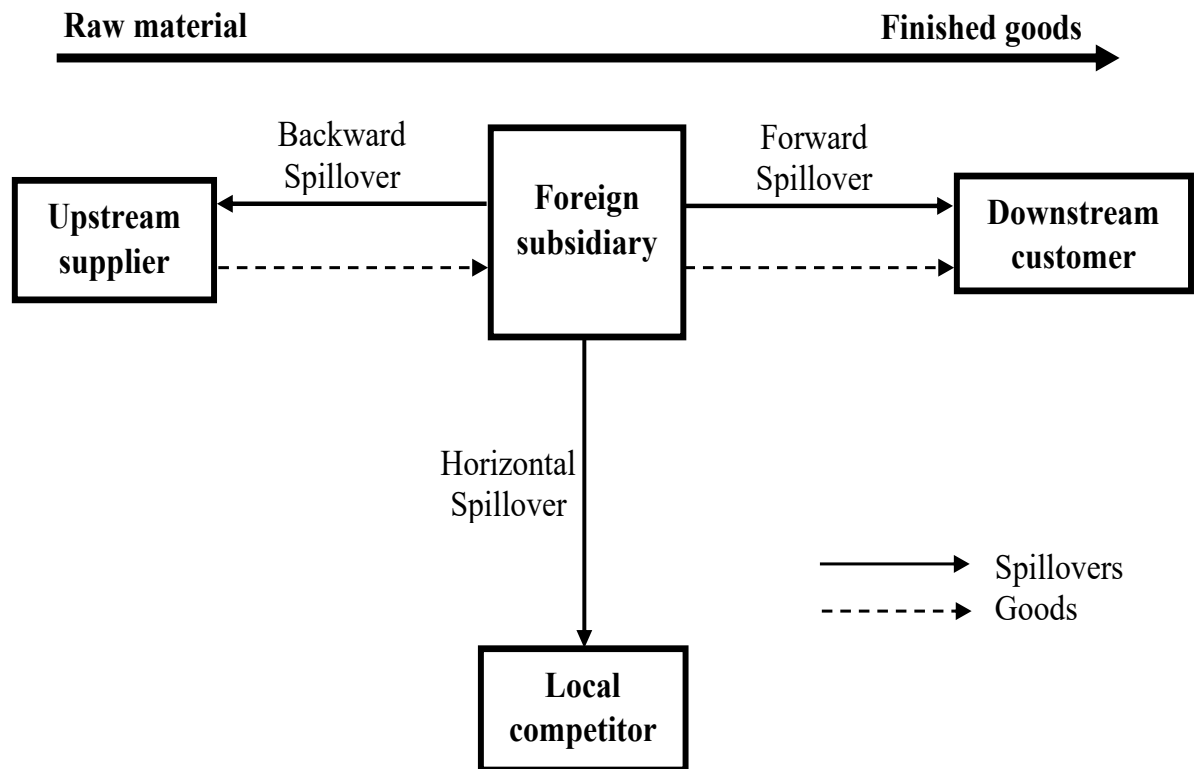 Raw material
Finished goods
Backward
Spillover
Forward
Spillover
Upstream
supplier
Foreign
subsidiary
Downstream
customer
Horizontal
Spillover
Spillovers
Goods
Local
competitor